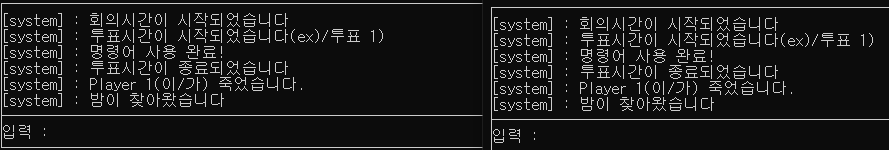 [system] : 회의시간이 시작되었습니다
[system] : 투표시간이 시작되었습니다(ex)/투표 1)
[system] : 명령어 사용 완료!
[system] : 투표시간이 종료되었습니다
[system] : Player 1(이/가) 죽었습니다.
[system] : 밤이 찾아왔습니다
입력 :
[system] : 회의시간이 시작되었습니다
[system] : 투표시간이 시작되었습니다(ex)/투표 1)
[system] : 명령어 사용 완료!
[system] : 투표시간이 종료되었습니다
[system] : Player 1(이/가) 죽었습니다.
[system] : 밤이 찾아왔습니다
입력 :